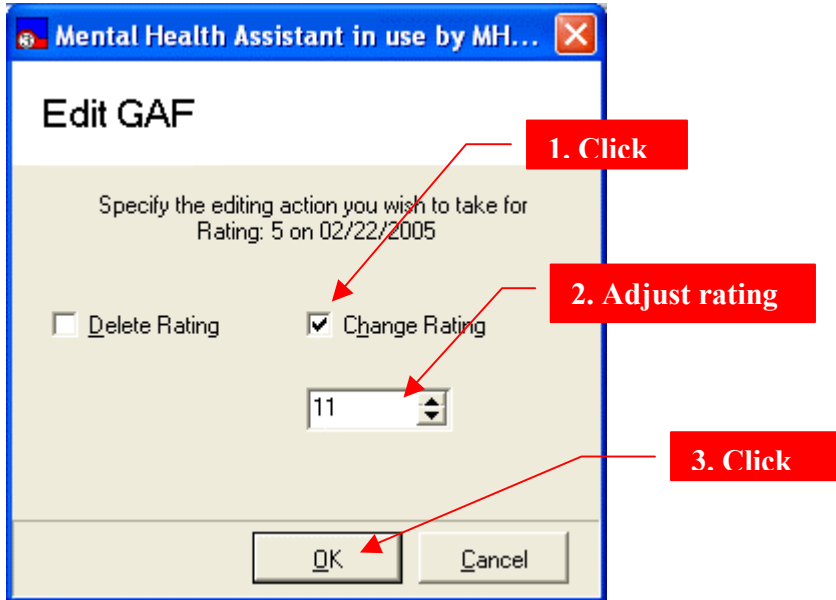 Mental Health Assistant in use by MH...
Edit GAF
1. Click
Specify the editing action you wish to take for
Rating: 5 on 02/22/2005
2. Adjust rating
Delete Rating
Change Rating
11
3. Click
OK
Cancel